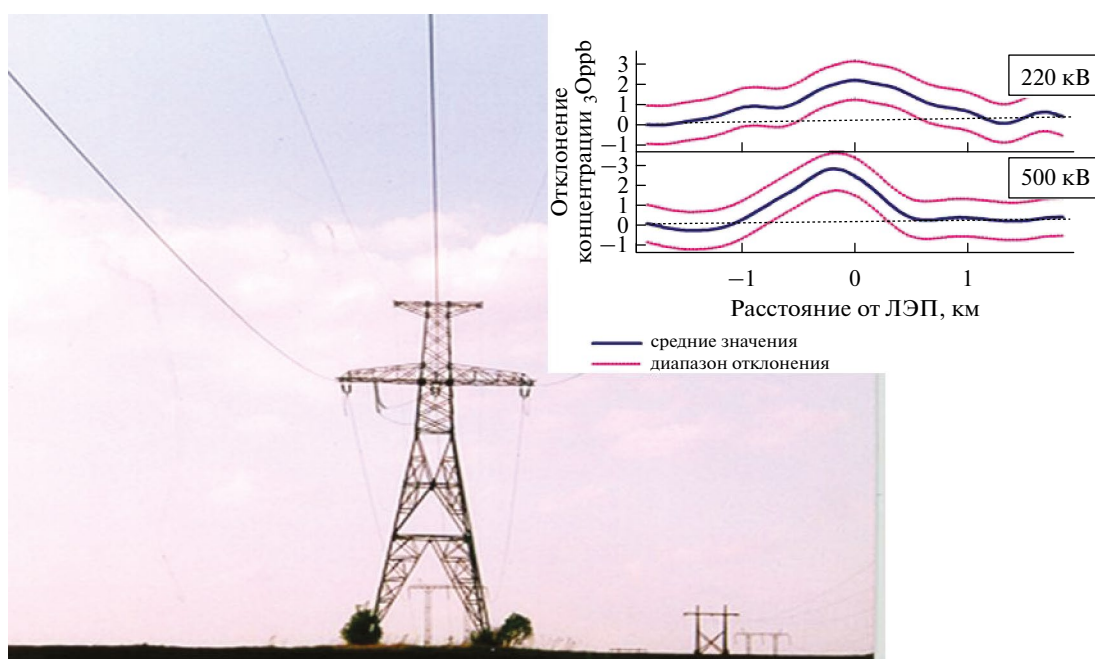 Отклонение
концентрации ₃Oppb
3
2
1
0
−1
220 кВ
−3
2
1
0
−1
500 кВ
−1 0 1
Расстояние от ЛЭП, км
средние значения
диапазон отклонения